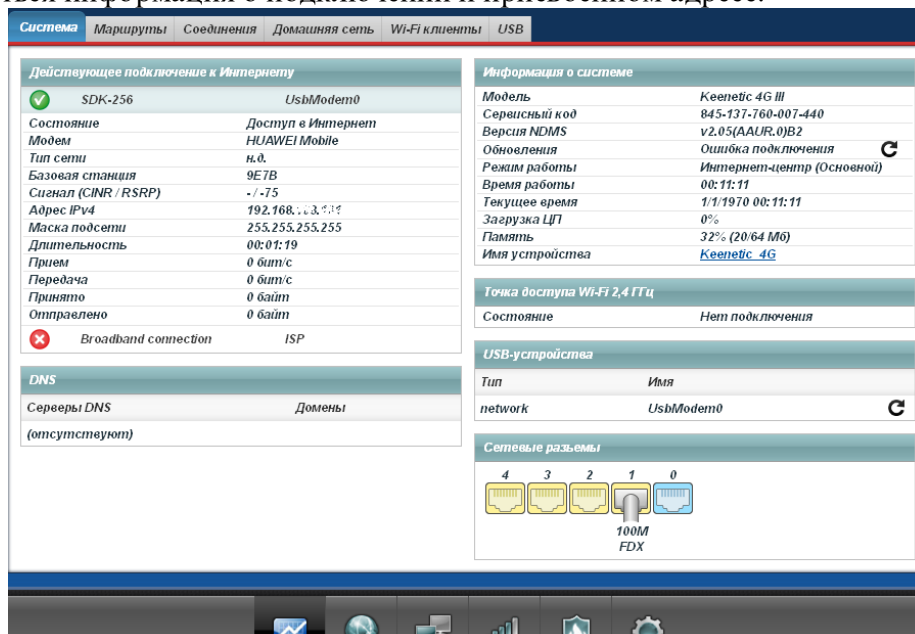 ться информация о подключении и присвоенном адресе.
Система Маршруты Соединения Домашняя сеть Wi-Fi клиенты USB
Действующее подключение к Интернету
SDK-256 UsbModem0
Состояние Доступ в Интернет
Модем HUAWEI Mobile
Тип сети н.д.
Базовая станция 9E7B
Сигнал (CINR / RSRP) - / -75
Адрес IPv4 192.168.
Маска подсети 255.255.255.255
Длительность 00:01:19
Прием 0 бит/с
Передача 0 бит/с
Принято 0 байт
Отправлено 0 байт
Broadband connection ISP
DNS
Серверы DNS Домены
(отсутствуют)
Информация о системе
Модель Keenetic 4G III
Сервисный код 845-137-760-007-440
Версия NDMS v2.05(AAUR.0)B2
Обновления Ошибка подключения
Режим работы Интернет-центр (Основной)
Время работы 00:11:11
Текущее время 1/1/1970 00:11:11
Загрузка ЦП 0%
Память 32% (20/64 Мб)
Имя устройства Keenetic_4G
Точка доступа Wi-Fi 2,4 ГГц
Состояние Нет подключения
USB-устройства
Тип Имя
network UsbModem0
Сетевые разъемы
4 3 2 1 0
100M
FDX